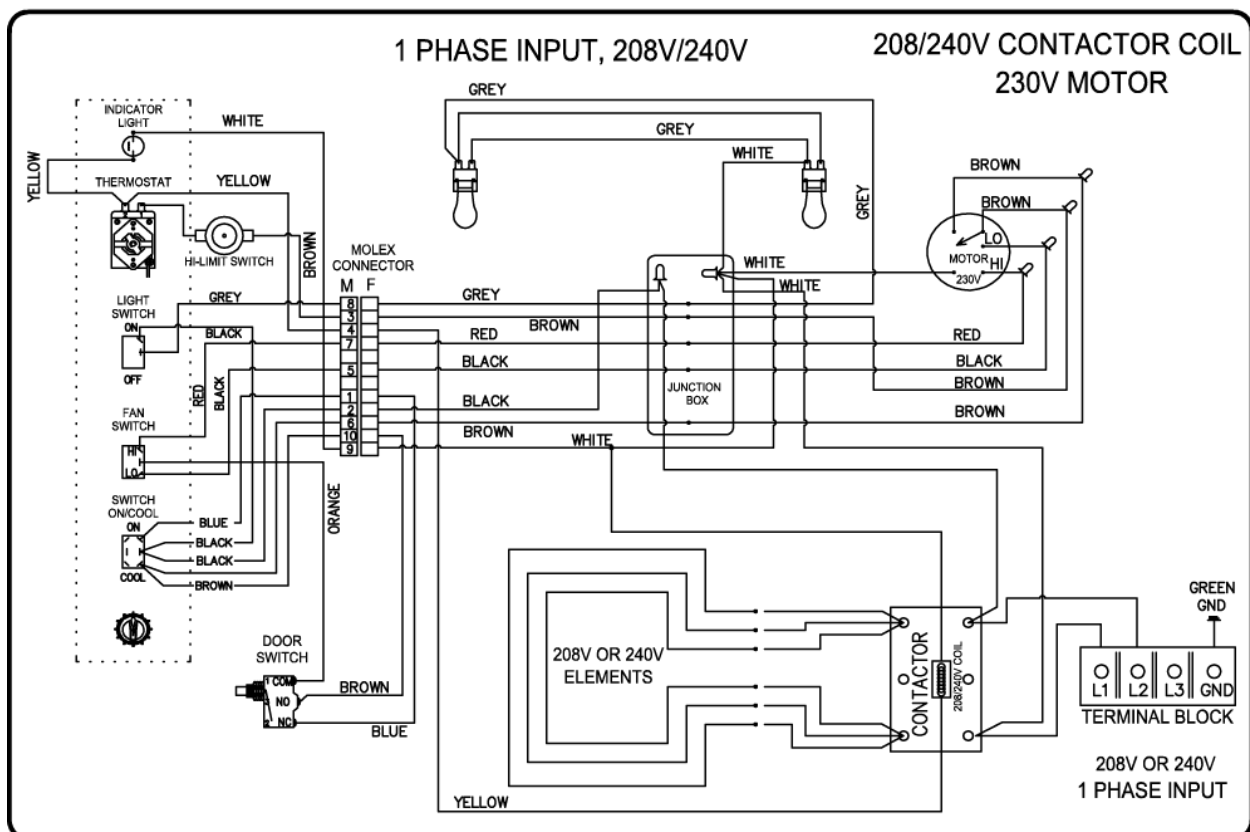 1 PHASE INPUT, 208V/240V
208/240V CONTACTOR COIL
230V MOTOR
INDICATOR
LIGHT
WHITE
YELLOW
THERMOSTAT
YELLOW
HI-LIMIT SWITCH
BROWN
GREY
GREY
WHITE
GREY
BROWN
BROWN
LO
MOTOR
HI
230V
MOLEX
CONNECTOR
M F
8
3
4
7
5
1
2
6
10
9
WHITE
WHITE
LIGHT
SWITCH
ON
OFF
GREY
BLACK
GREY
BROWN
RED
RED
BLACK
BLACK
BROWN
JUNCTION
BOX
RED
BLACK
FAN
SWITCH
HI
LO
BLACK
BROWN
BROWN
WHITE
ORANGE
SWITCH
ON/COOL
ON
COOL
BLUE
BLACK
BLACK
BROWN
DOOR
SWITCH
1 COM
3 NO
2 NC
BROWN
BLUE
YELLOW
208V OR 240V
ELEMENTS
CONTACTOR
208/240V COIL
GREEN
GND
L1 L2 L3 GND
TERMINAL BLOCK
208V OR 240V
1 PHASE INPUT